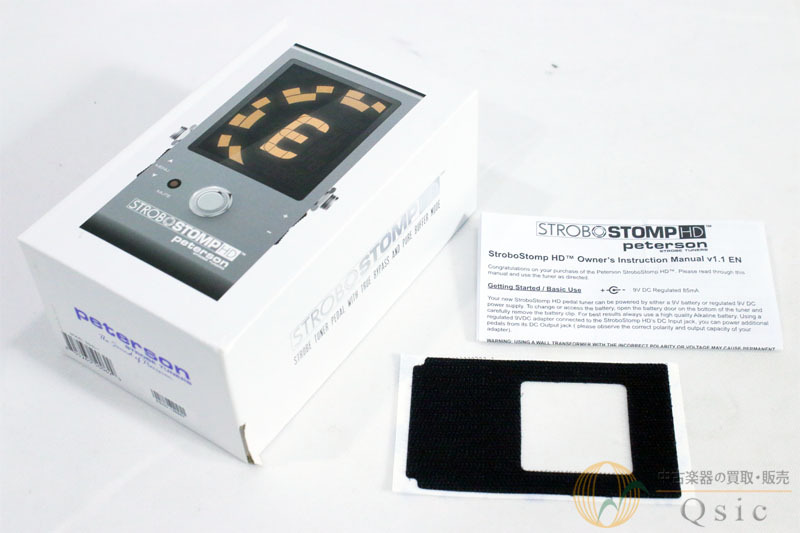 E
MENU
MUTE
STROBOSTOMP HD™
peterson
STROBOSTOMP HD™
STROBE TUNER PEDAL WITH TRUE BYPASS AND PURE BUFFER MODE
peterson
STROBE TUNERS
STROBOSTOMP HD™
peterson
STROBE TUNERS
StroboStomp HD™ Owner's Instruction Manual v1.1 EN
Congratulations on your purchase of the Peterson StroboStomp HD™. Please read through this
manual and use the tuner as directed.
Getting Started / Basic Use
9V DC Regulated 85mA
Your new StroboStomp HD pedal tuner can be powered by either a 9V battery or regulated 9V DC
power supply. To change or access the battery, open the battery door on the bottom of the tuner and
carefully remove the battery clip. For best results always use a high quality Alkaline battery. Using a
regulated 9VDC adapter connected to the StroboStomp HD's DC Input jack, you can power additional
pedals from its DC Output jack ( please observe the correct polarity and output capacity of your
adapter).
WARNING: USING A WALL TRANSFORMER WITH THE INCORRECT POLARITY OR VOLTAGE MAY CAUSE PERMANENT
中古楽器の買取・販売
Qsic